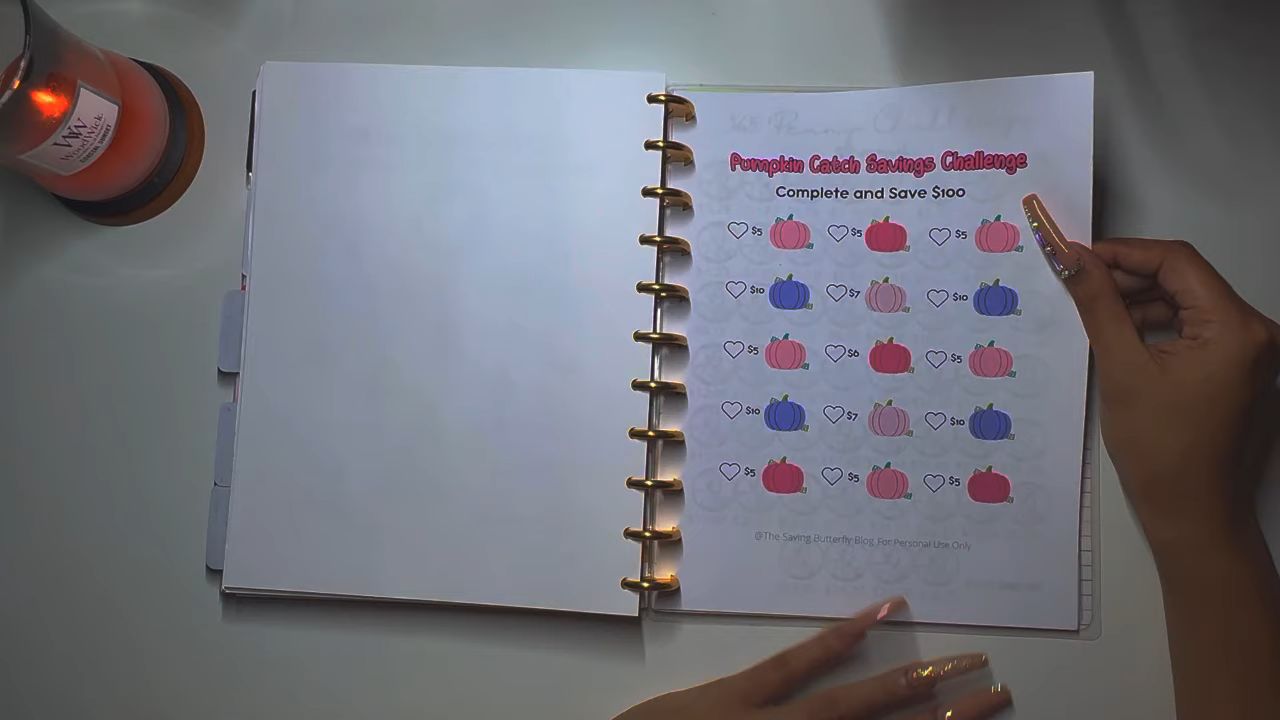 WW
WoodWick
Pumpkin Catch Savings Challenge
Complete and Save $100
$5 $5 $5
$10 $7 $10
$5 $6 $5
$10 $7 $10
$5 $5 $5
@The Saving Butterfly Blog For Personal Use Only